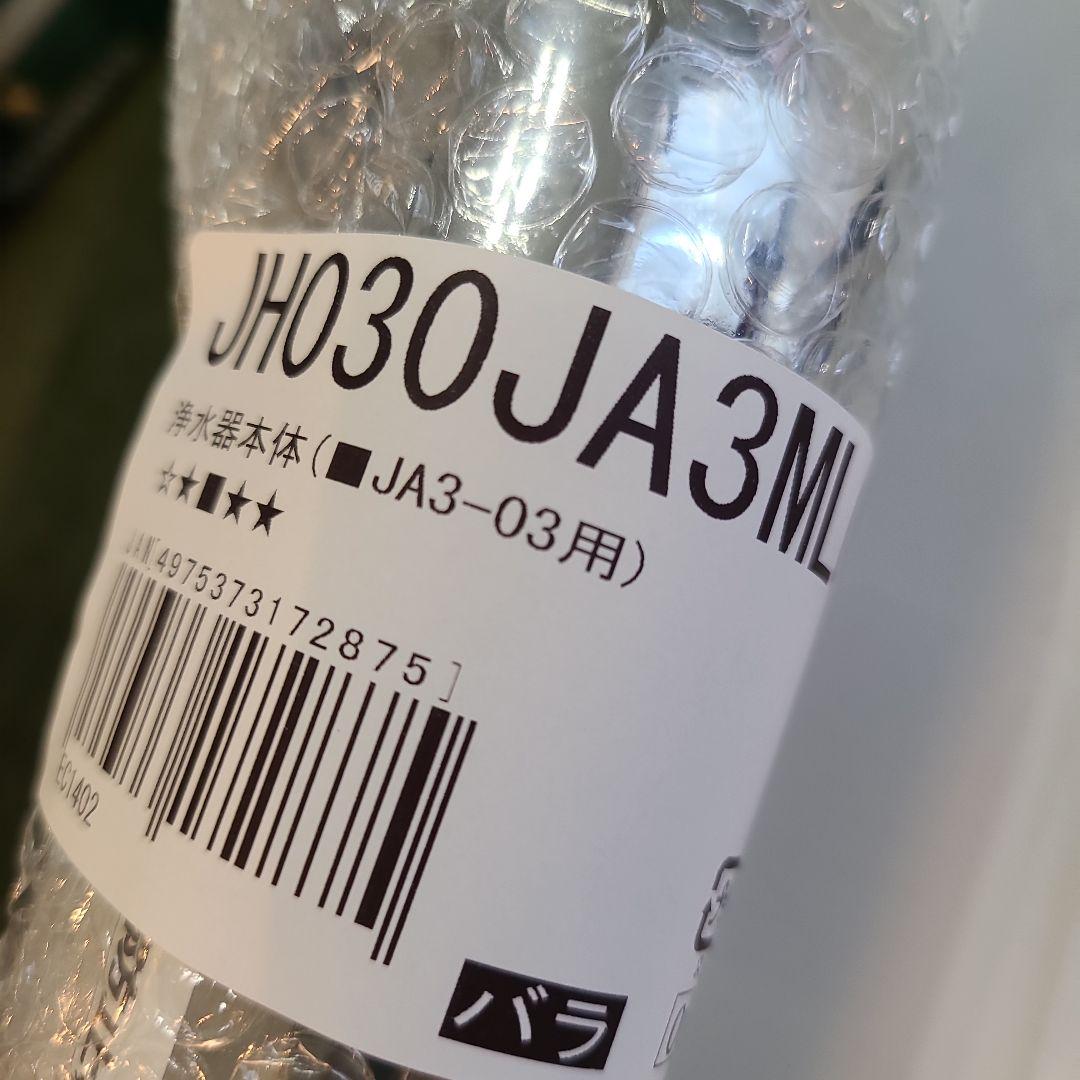 JH030JA3ML
浄水器本体(■JA3-03用)
☆★■★★
JAN[4975373172875]
EC1402
バラ